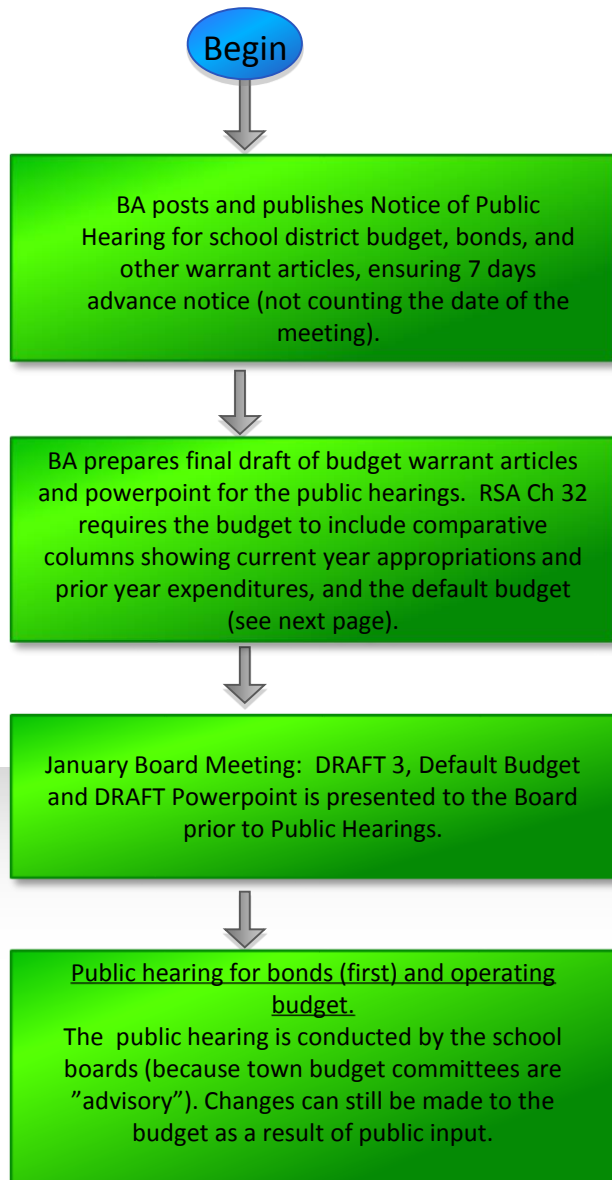 Begin
BA posts and publishes Notice of Public
Hearing for school district budget, bonds, and
other warrant articles, ensuring 7 days
advance notice (not counting the date of the
meeting).
BA prepares final draft of budget warrant articles
and powerpoint for the public hearings.  RSA Ch 32
requires the budget to include comparative
columns showing current year appropriations and
prior year expenditures, and the default budget
(see next page).
January Board Meeting:  DRAFT 3, Default Budget
and DRAFT Powerpoint is presented to the Board
prior to Public Hearings.
Public hearing for bonds (first) and operating
budget.
The  public hearing is conducted by the school
boards (because town budget committees are
”advisory”). Changes can still be made to the
budget as a result of public input.